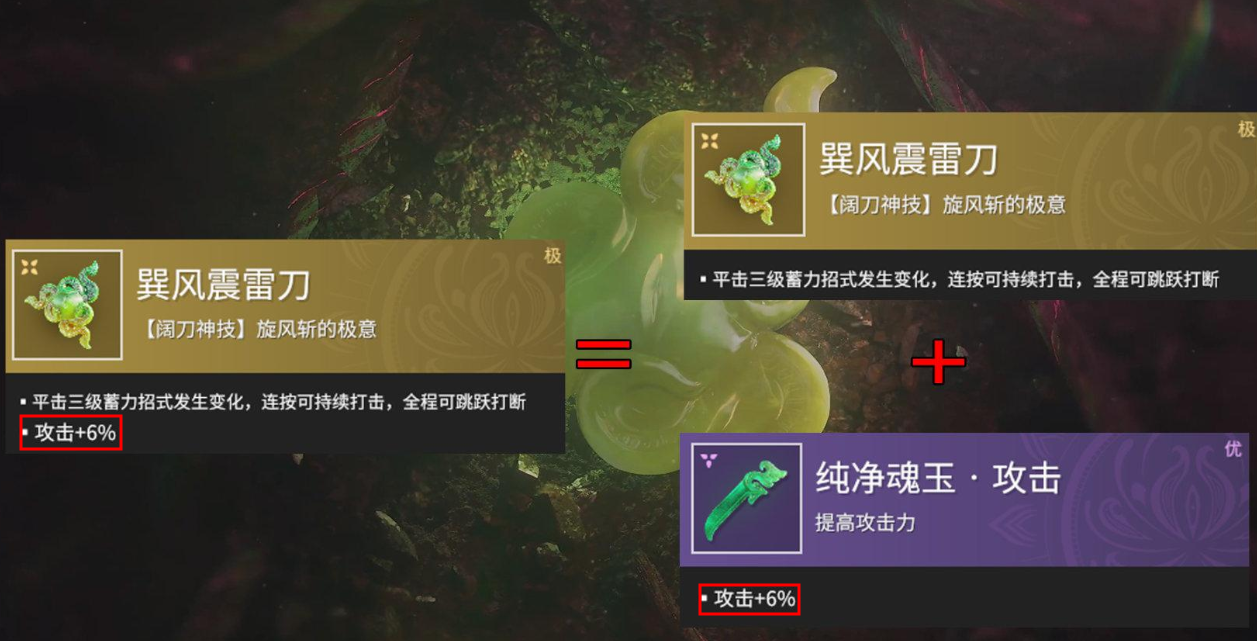 极
巽风震雷刀
【阔刀神技】旋风斩的极意
▪ 平击三级蓄力招式发生变化，连按可持续打击，全程可跳跃打断
▪ 攻击+6%
=
极
巽风震雷刀
【阔刀神技】旋风斩的极意
▪ 平击三级蓄力招式发生变化，连按可持续打击，全程可跳跃打断
+
优
纯净魂玉 · 攻击
提高攻击力
▪ 攻击+6%